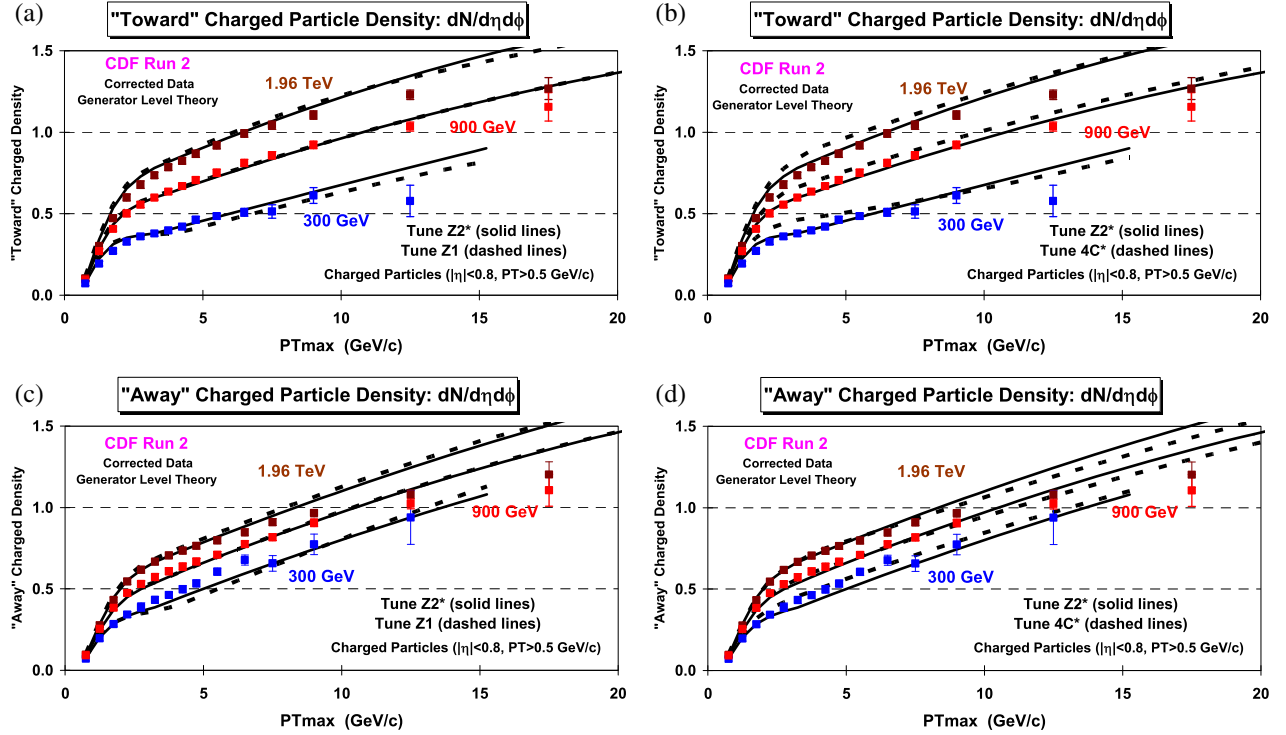 (a)
"Toward" Charged Particle Density: dN/dηdϕ
1.5
1.0
0.5
0.0
"Toward" Charged Density
CDF Run 2
Corrected Data
Generator Level Theory
1.96 TeV
900 GeV
300 GeV
Tune Z2* (solid lines)
Tune Z1 (dashed lines)
Charged Particles (|η|<0.8, PT>0.5 GeV/c)
0 5 10 15 20
PTmax (GeV/c)
(b)
"Toward" Charged Particle Density: dN/dηdϕ
1.5
1.0
0.5
0.0
"Toward" Charged Density
CDF Run 2
Corrected Data
Generator Level Theory
1.96 TeV
900 GeV
300 GeV
Tune Z2* (solid lines)
Tune 4C* (dashed lines)
Charged Particles (|η|<0.8, PT>0.5 GeV/c)
0 5 10 15 20
PTmax (GeV/c)
(c)
"Away" Charged Particle Density: dN/dηdϕ
1.5
1.0
0.5
0.0
"Away" Charged Density
CDF Run 2
Corrected Data
Generator Level Theory
1.96 TeV
900 GeV
300 GeV
Tune Z2* (solid lines)
Tune Z1 (dashed lines)
Charged Particles (|η|<0.8, PT>0.5 GeV/c)
0 5 10 15 20
PTmax (GeV/c)
(d)
"Away" Charged Particle Density: dN/dηdϕ
1.5
1.0
0.5
0.0
"Away" Charged Density
CDF Run 2
Corrected Data
Generator Level Theory
1.96 TeV
900 GeV
300 GeV
Tune Z2* (solid lines)
Tune 4C* (dashed lines)
Charged Particles (|η|<0.8, PT>0.5 GeV/c)
0 5 10 15 20
PTmax (GeV/c)